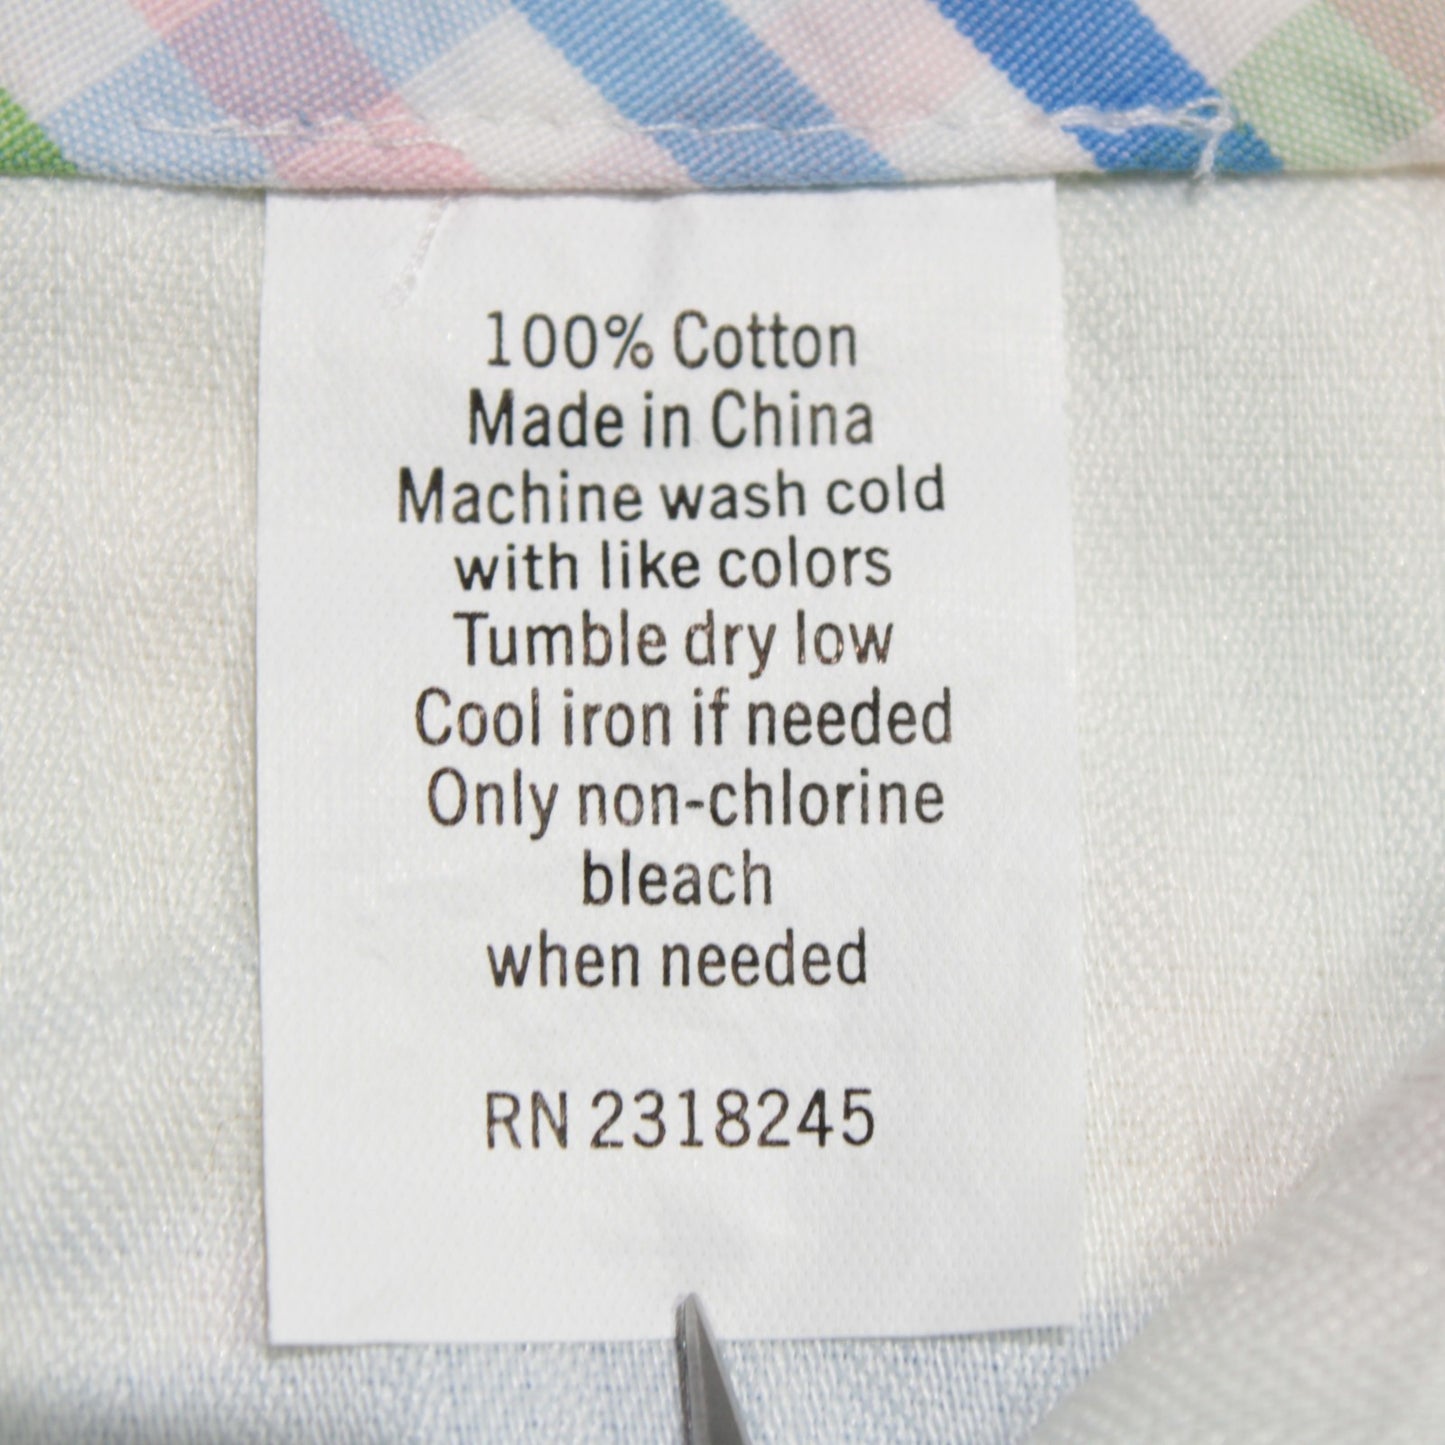 100% Cotton
Made in China
Machine wash cold
with like colors
Tumble dry low
Cool iron if needed
Only non-chlorine
bleach
when needed
RN 2318245